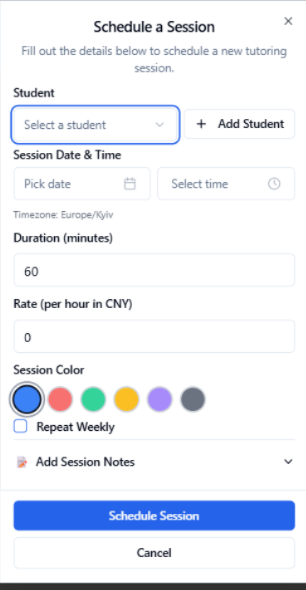 Schedule a Session
Fill out the details below to schedule a new tutoring
session.
Student
Select a student
+ Add Student
Session Date & Time
Pick date
Select time
Timezone: Europe/Kyiv
Duration (minutes)
60
Rate (per hour in CNY)
0
Session Color
Repeat Weekly
Add Session Notes
Schedule Session
Cancel